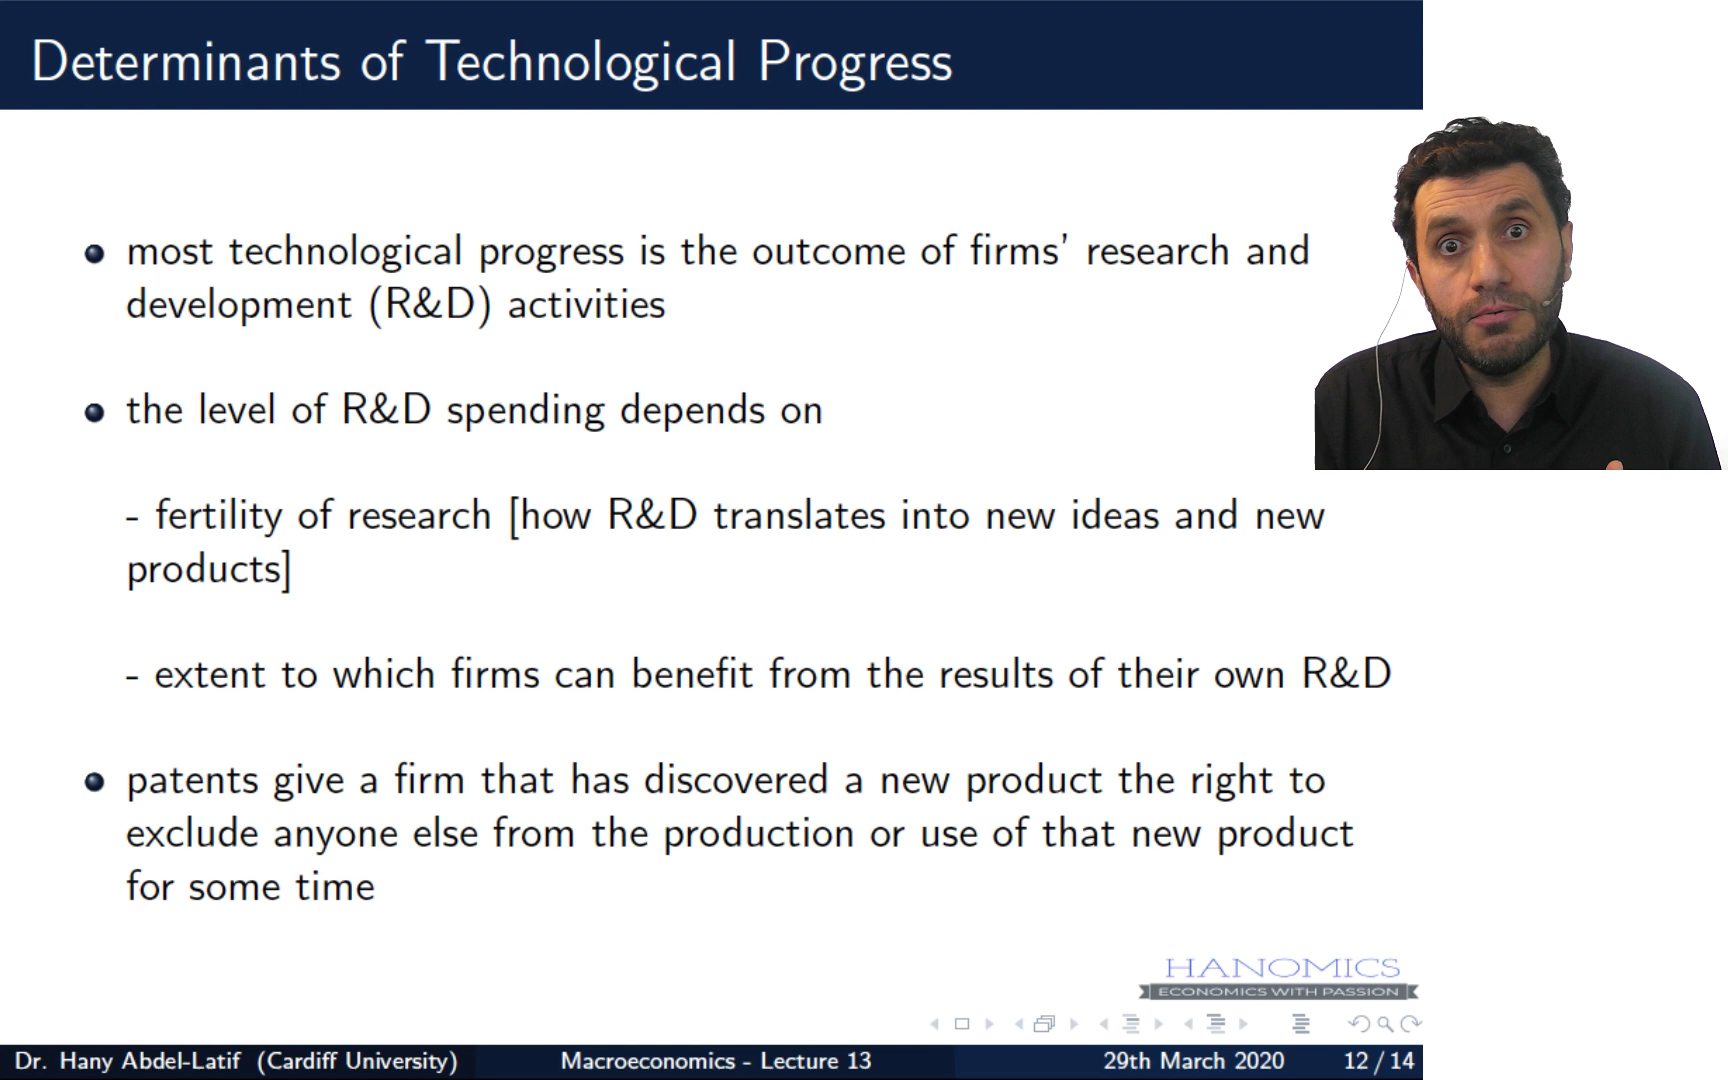 Determinants of Technological Progress
most technological progress is the outcome of firms' research and
development (R&D) activities
the level of R&D spending depends on
- fertility of research [how R&D translates into new ideas and new
products]
- extent to which firms can benefit from the results of their own R&D
patents give a firm that has discovered a new product the right to
exclude anyone else from the production or use of that new product
for some time
HANOMICS
ECONOMICS WITH PASSION
Dr. Hany Abdel-Latif (Cardiff University) Macroeconomics - Lecture 13 29th March 2020 12 / 14